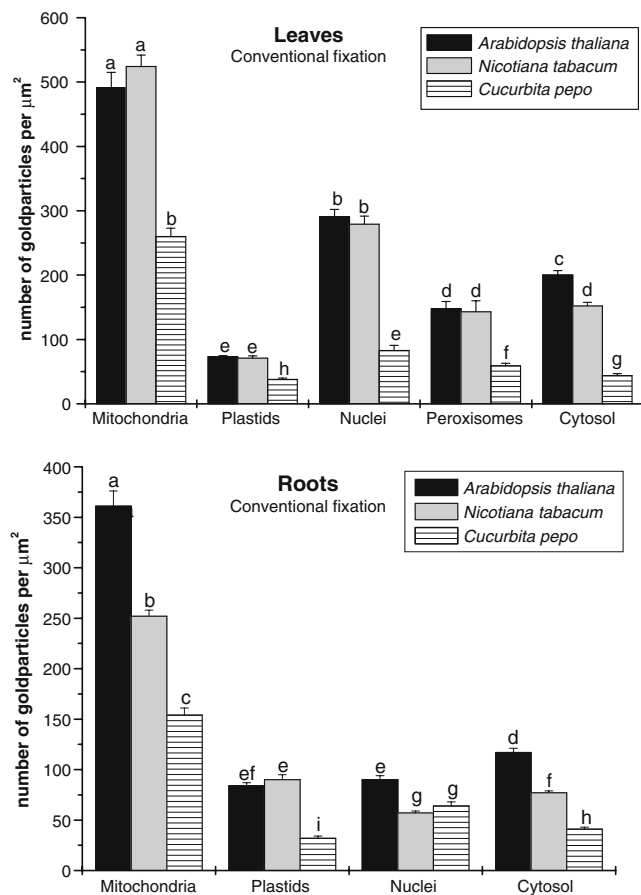 Leaves
Conventional fixation
Arabidopsis thaliana
Nicotiana tabacum
Cucurbita pepo
number of goldparticles per μm²
600
500
400
300
200
100
0
a
a
b
e
e
h
b
b
e
d
d
f
c
d
g
Mitochondria Plastids Nuclei Peroxisomes Cytosol
Roots
Conventional fixation
Arabidopsis thaliana
Nicotiana tabacum
Cucurbita pepo
number of goldparticles per μm²
400
350
300
250
200
150
100
50
0
a
b
c
ef
e
i
e
g
g
d
f
h
Mitochondria Plastids Nuclei Cytosol